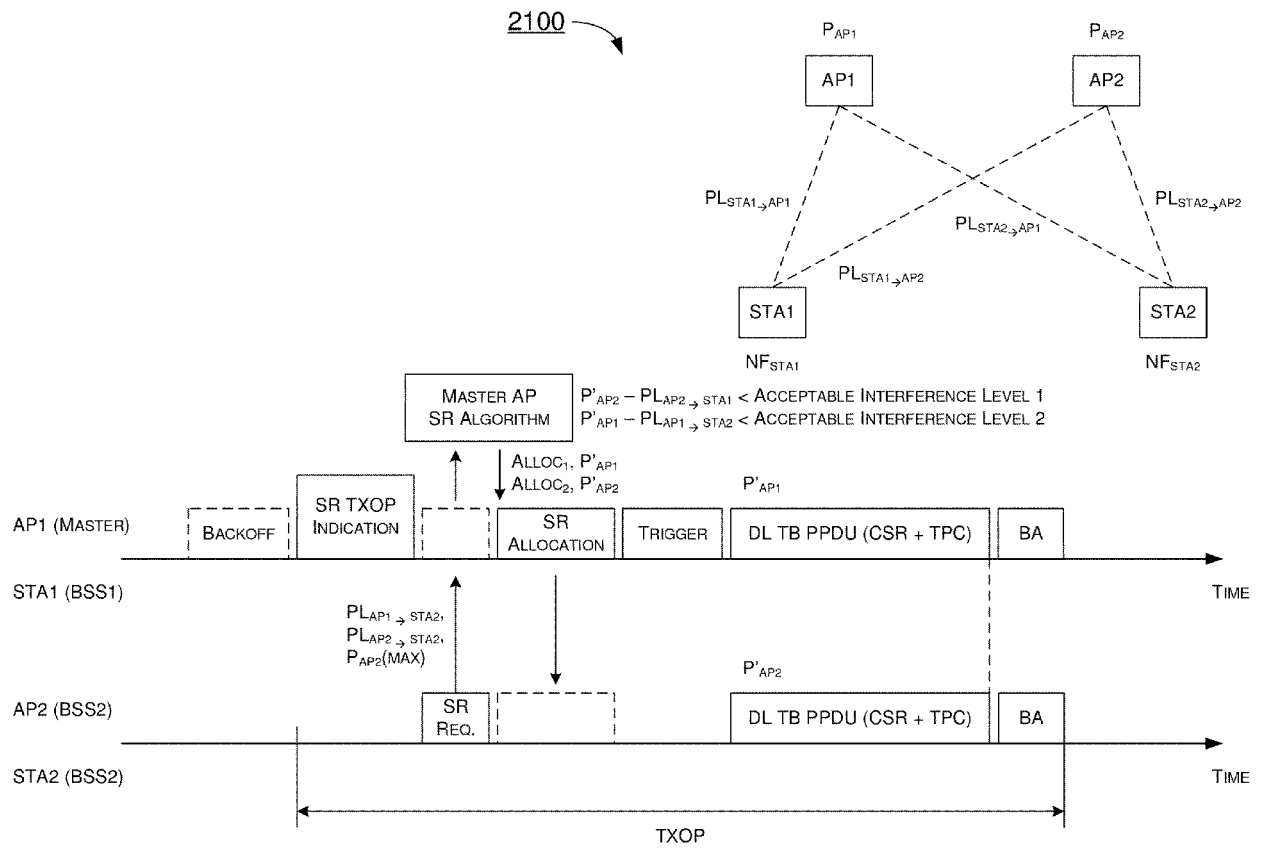 2100
P_AP1
P_AP2
AP1
AP2
PL_STA1→AP1
PL_STA2→AP2
PL_STA2→AP1
PL_STA1→AP2
STA1
STA2
NF_STA1
NF_STA2
MASTER AP
SR ALGORITHM
P'_AP2 – PL_AP2→STA1 < ACCEPTABLE INTERFERENCE LEVEL 1
P'_AP1 – PL_AP1→STA2 < ACCEPTABLE INTERFERENCE LEVEL 2
ALLOC_1, P'_AP1
ALLOC_2, P'_AP2
P'_AP1
AP1 (MASTER)
BACKOFF
SR TXOP
INDICATION
SR
ALLOCATION
TRIGGER
DL TB PPDU (CSR + TPC)
BA
STA1 (BSS1)
TIME
PL_AP1→STA2,
PL_AP2→STA2,
P_AP2(MAX)
P'_AP2
AP2 (BSS2)
SR
REQ.
DL TB PPDU (CSR + TPC)
BA
STA2 (BSS2)
TIME
TXOP